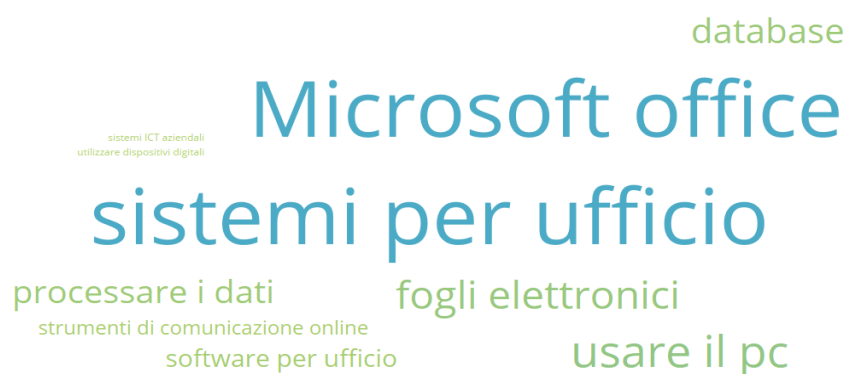 database
Microsoft office
sistemi ICT aziendali
utilizzare dispositivi digitali
sistemi per ufficio
processare i dati
fogli elettronici
strumenti di comunicazione online
software per ufficio
usare il pc